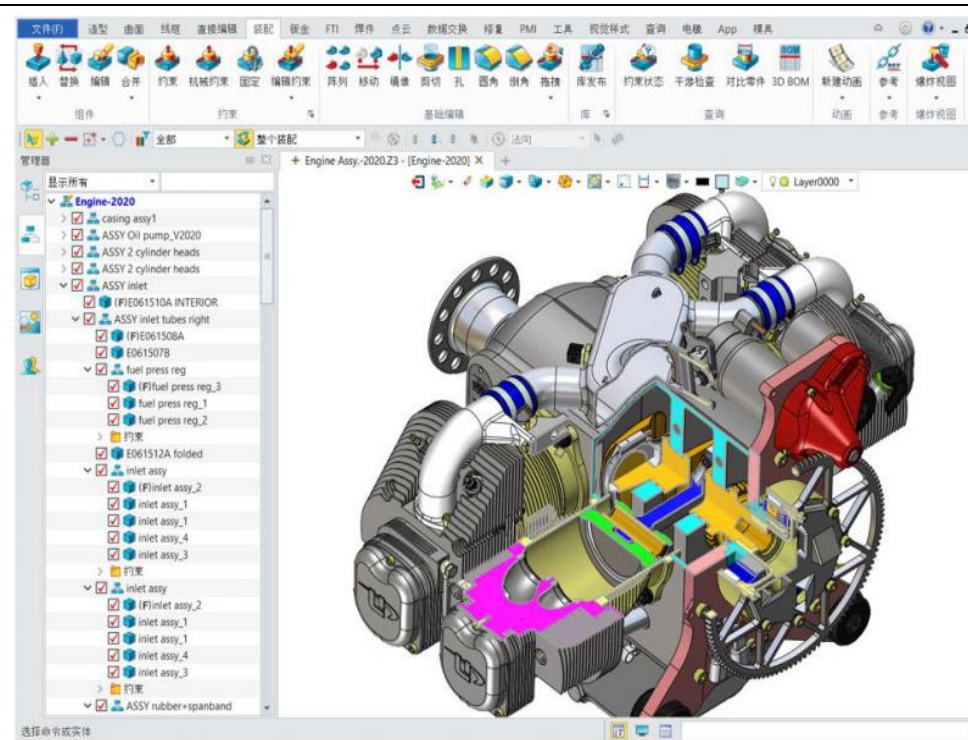 文件(F) 造型 曲面 线框 直接编辑 装配 钣金 FTI 焊件 点云 数据交换 修复 PMI 工具 视觉样式 查询 电极 App 模具
插入 替换 编辑 合并 约束 机械约束 固定 编辑约束 阵列 移动 镜像 剪切 孔 圆角 倒角 拖拽 库发布 约束状态 干涉检查 对比零件 3D BOM 新建动画 参考 爆炸视图
组件 约束 基础编辑 库 查询 动画 参考 爆炸视图
全部 整个装配 法向
管理器 Engine Assy.-2020.Z3 - [Engine-2020]
显示所有 Layer0000
Engine-2020
casing assy1
ASSY Oil pump_V2020
ASSY 2 cylinder heads
ASSY 2 cylinder heads
ASSY inlet
(F)E061510A INTERIOR
ASSY inlet tubes right
(F)E061508A
E061507B
fuel press reg
(F)fuel press reg_3
fuel press reg_1
fuel press reg_2
约束
E061512A folded
inlet assy
(F)inlet assy_2
inlet assy_1
inlet assy_1
inlet assy_4
inlet assy_3
约束
inlet assy
(F)inlet assy_2
inlet assy_1
inlet assy_1
inlet assy_4
inlet assy_3
约束
ASSY rubber+spanband
选择命令或实体